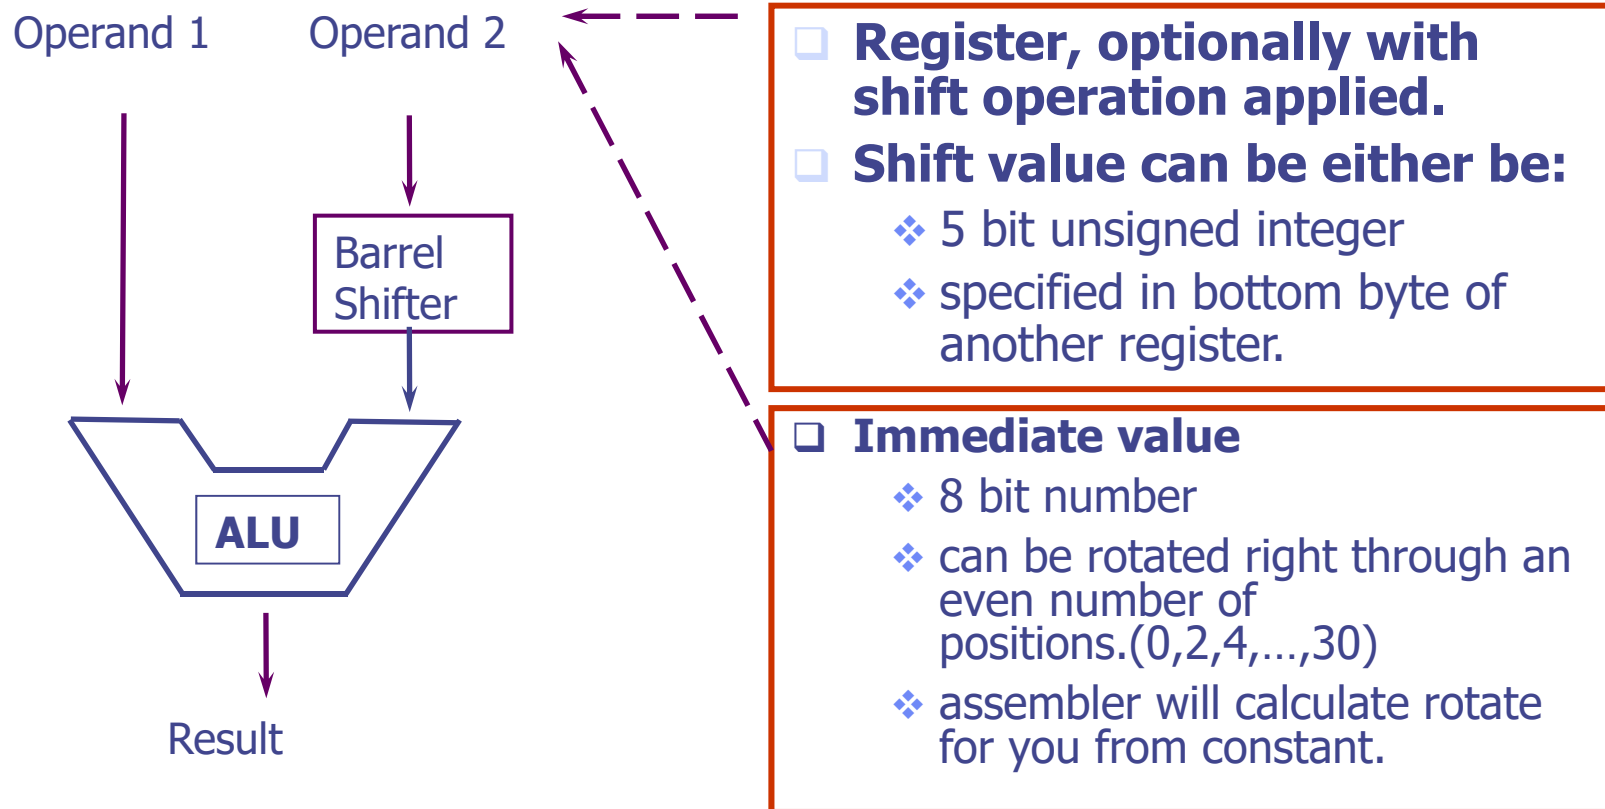 Operand 1
Operand 2
Barrel
Shifter
ALU
Result
Register, optionally with
shift operation applied.
Shift value can be either be:
5 bit unsigned integer
specified in bottom byte of
another register.
Immediate value
8 bit number
can be rotated right through an
even number of
positions.(0,2,4,...,30)
assembler will calculate rotate
for you from constant.